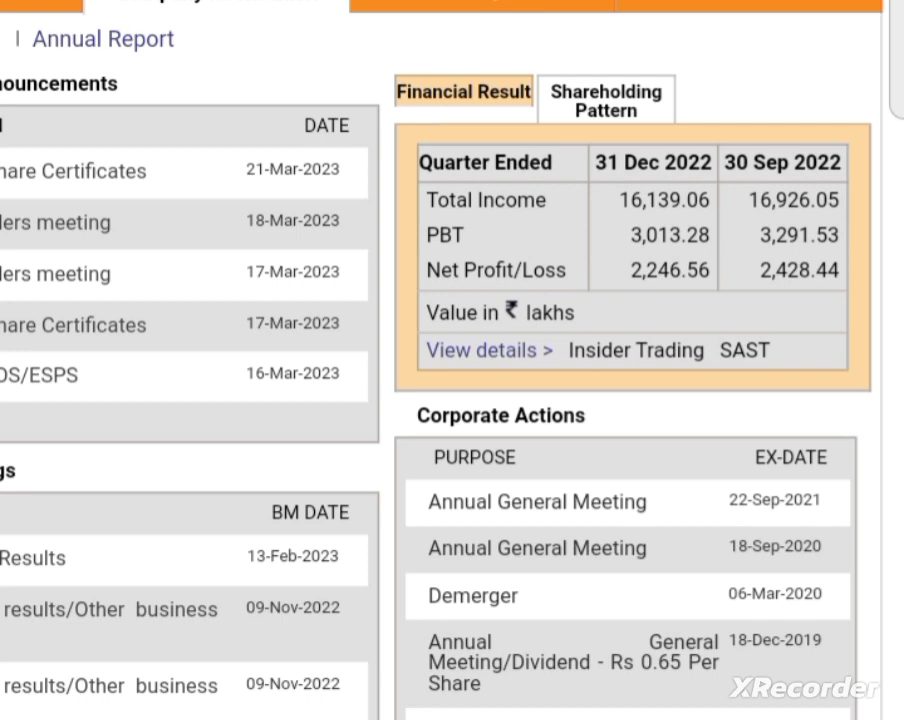 | Annual Report
nouncements
DATE
hare Certificates 21-Mar-2023
ders meeting 18-Mar-2023
ders meeting 17-Mar-2023
hare Certificates 17-Mar-2023
OS/ESPS 16-Mar-2023
gs
BM DATE
Results 13-Feb-2023
results/Other business 09-Nov-2022
results/Other business 09-Nov-2022
Financial Result
Shareholding
Pattern
Quarter Ended 31 Dec 2022 30 Sep 2022
Total Income 16,139.06 16,926.05
PBT 3,013.28 3,291.53
Net Profit/Loss 2,246.56 2,428.44
Value in ₹ lakhs
View details > Insider Trading SAST
Corporate Actions
PURPOSE EX-DATE
Annual General Meeting 22-Sep-2021
Annual General Meeting 18-Sep-2020
Demerger 06-Mar-2020
Annual General 18-Dec-2019
Meeting/Dividend - Rs 0.65 Per
Share
XRecorder